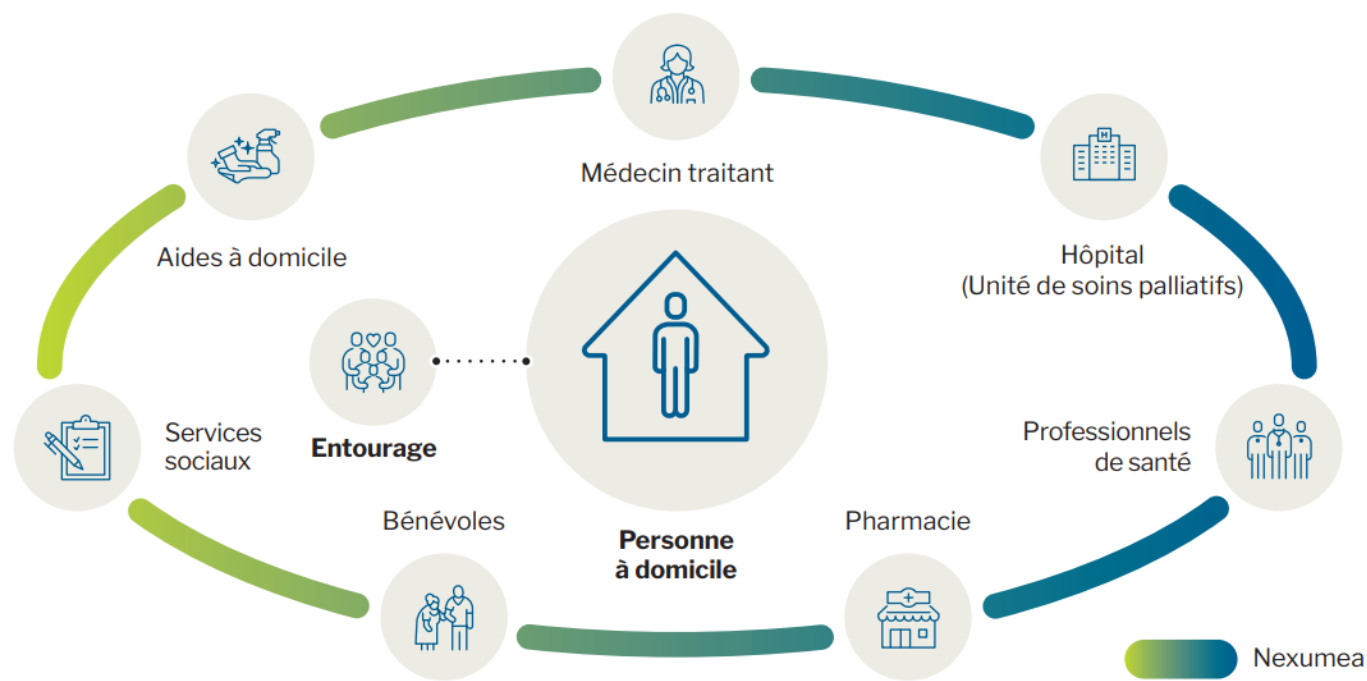 H
Médecin traitant
Aides à domicile
Hôpital
(Unité de soins palliatifs)
Services
sociaux
Entourage
Professionnels
de santé
Bénévoles
Pharmacie
Personne
à domicile
Nexumea